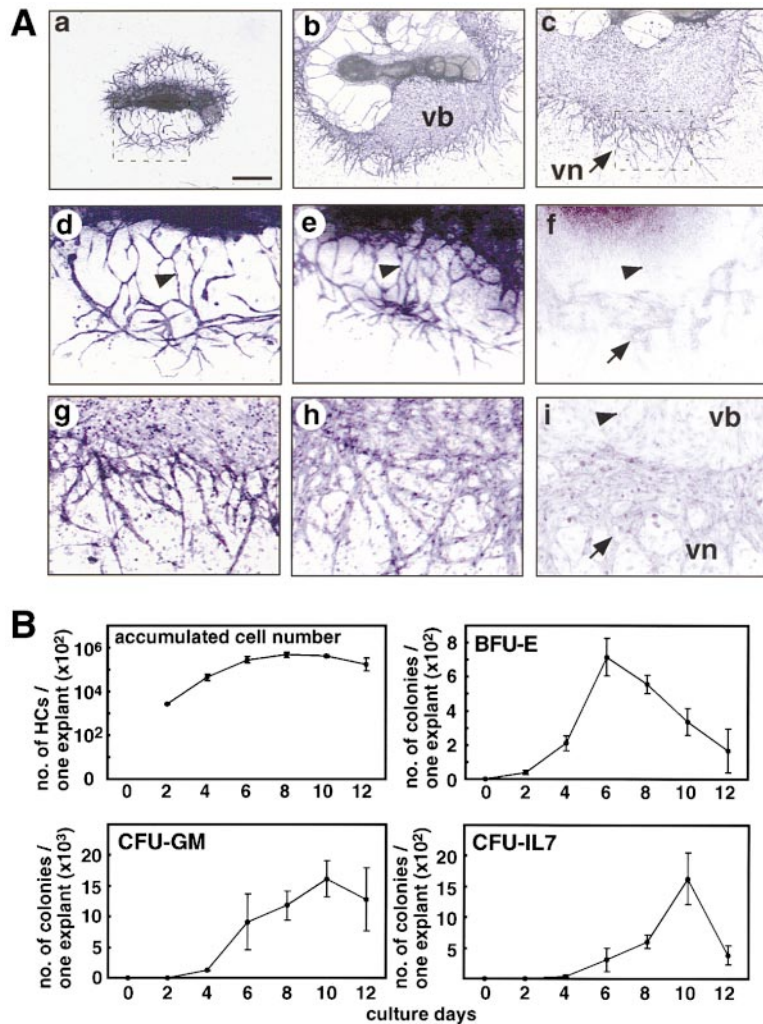 A
a
b
vb
c
vn
d
e
f
g
h
i
vb
vn
B
accumulated cell number
no. of HCs /
one explant (x10²)
10⁶
10⁴
10²
0
0 2 4 6 8 10 12
BFU-E
no. of colonies /
one explant (x10²)
8
6
4
2
0
0 2 4 6 8 10 12
CFU-GM
no. of colonies /
one explant (x10³)
20
15
10
5
0 2 4 6 8 10 12
CFU-IL7
no. of colonies /
one explant (x10²)
20
15
10
5
0 2 4 6 8 10 12
culture days